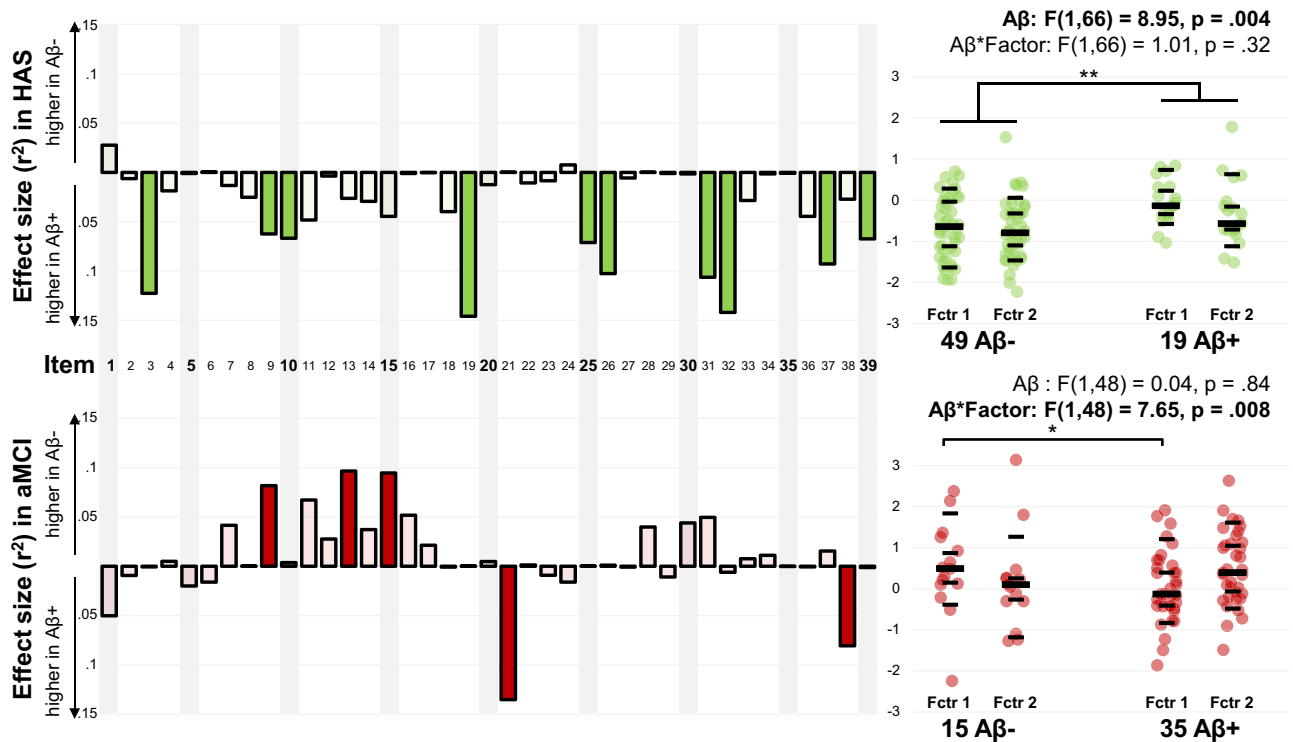 Effect size (r²) in HAS
higher in Aβ-
higher in Aβ+
.15
.1
.05
.05
.1
.15
Aβ: F(1,66) = 8.95, p = .004
Aβ*Factor: F(1,66) = 1.01, p = .32
**
3
2
1
0
-1
-2
-3
Fctr 1 Fctr 2 Fctr 1 Fctr 2
49 Aβ- 19 Aβ+
Item 1 2 3 4 5 6 7 8 9 10 11 12 13 14 15 16 17 18 19 20 21 22 23 24 25 26 27 28 29 30 31 32 33 34 35 36 37 38 39
Effect size (r²) in aMCI
higher in Aβ-
higher in Aβ+
.15
.1
.05
.05
.1
.15
Aβ : F(1,48) = 0.04, p = .84
Aβ*Factor: F(1,48) = 7.65, p = .008
*
3
2
1
0
-1
-2
-3
Fctr 1 Fctr 2 Fctr 1 Fctr 2
15 Aβ- 35 Aβ+